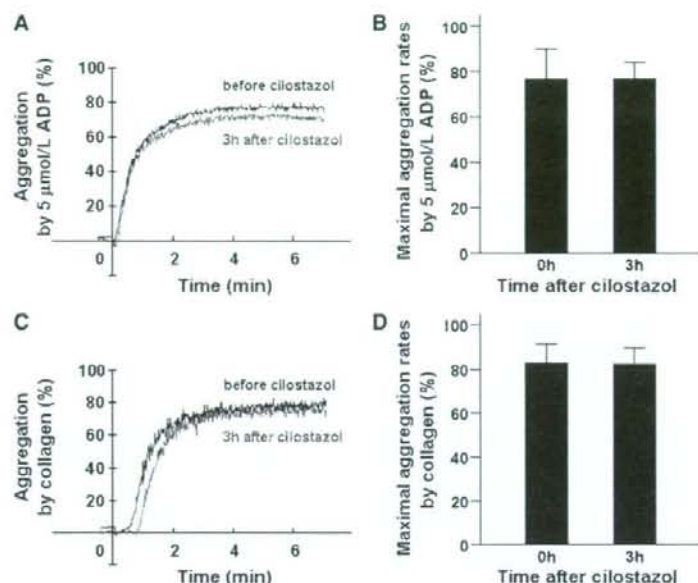 A
Aggregation
by 5 μmol/L ADP (%)
100
80
60
40
20
0
before cilostazol
3h after cilostazol
2
4
6
Time (min)
B
Maximal aggregation rates
by 5 μmol/L ADP (%)
100
80
60
40
20
0
0h
3h
Time after cilostazol
C
Aggregation
by collagen (%)
100
80
60
40
20
0
before cilostazol
3h after cilostazol
2
4
6
Time (min)
D
Maximal aggregation rates
by collagen (%)
100
80
60
40
20
0
0h
3h
Time after cilostazol